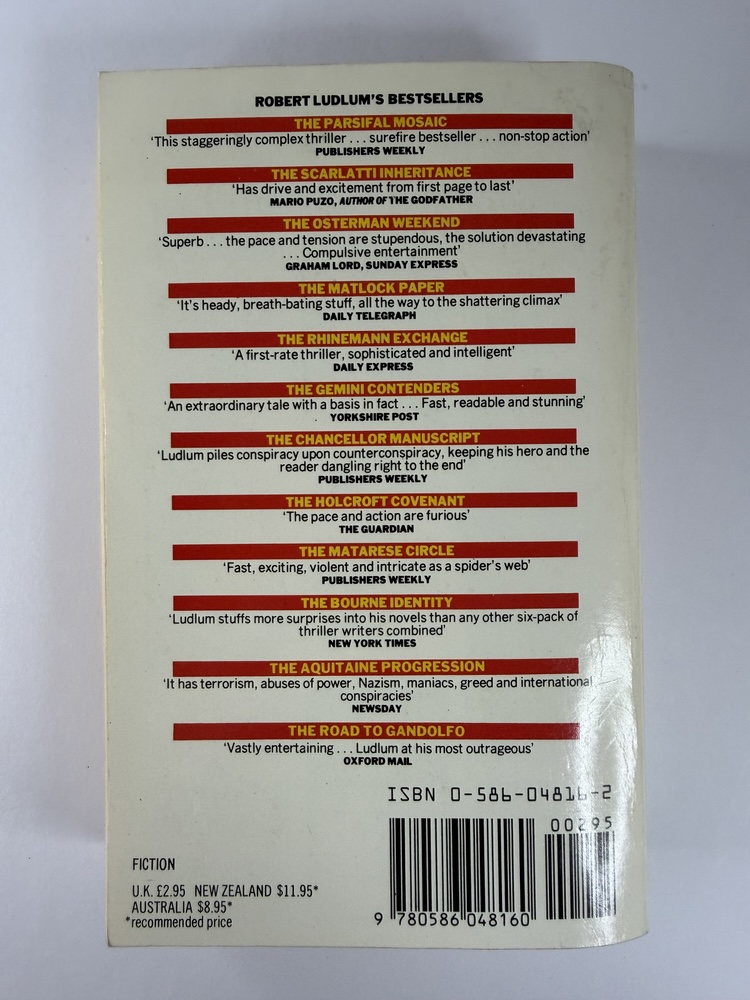 ROBERT LUDLUM'S BESTSELLERS
THE PARSIFAL MOSAIC
'This staggeringly complex thriller . . . surefire bestseller . . . non-stop action'
PUBLISHERS WEEKLY
THE SCARLATTI INHERITANCE
'Has drive and excitement from first page to last'
MARIO PUZO, AUTHOR OF THE GODFATHER
THE OSTERMAN WEEKEND
'Superb . . . the pace and tension are stupendous, the solution devastating
. . . Compulsive entertainment'
GRAHAM LORD, SUNDAY EXPRESS
THE MATLOCK PAPER
'It's heady, breath-bating stuff, all the way to the shattering climax'
DAILY TELEGRAPH
THE RHINEMANN EXCHANGE
'A first-rate thriller, sophisticated and intelligent'
DAILY EXPRESS
THE GEMINI CONTENDERS
'An extraordinary tale with a basis in fact . . . Fast, readable and stunning'
YORKSHIRE POST
THE CHANCELLOR MANUSCRIPT
'Ludlum piles conspiracy upon counterconspiracy, keeping his hero and the
reader dangling right to the end'
PUBLISHERS WEEKLY
THE HOLCROFT COVENANT
'The pace and action are furious'
THE GUARDIAN
THE MATARESE CIRCLE
'Fast, exciting, violent and intricate as a spider's web'
PUBLISHERS WEEKLY
THE BOURNE IDENTITY
'Ludlum stuffs more surprises into his novels than any other six-pack of
thriller writers combined'
NEW YORK TIMES
THE AQUITAINE PROGRESSION
'It has terrorism, abuses of power, Nazism, maniacs, greed and international
conspiracies'
NEWSDAY
THE ROAD TO GANDOLFO
'Vastly entertaining . . . Ludlum at his most outrageous'
OXFORD MAIL
ISBN 0-586-04816-2
00295
FICTION
U.K. £2.95 NEW ZEALAND $11.95*
AUSTRALIA $8.95*
*recommended price
9 780586 048160